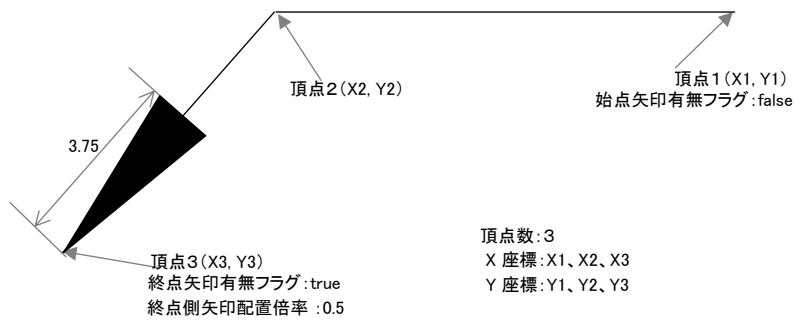 頂点2(X2, Y2)
頂点1(X1, Y1)
始点矢印有無フラグ:false
3.75
頂点3(X3, Y3)
終点矢印有無フラグ:true
終点側矢印配置倍率 :0.5
頂点数:3
X 座標:X1、X2、X3
Y 座標:Y1、Y2、Y3